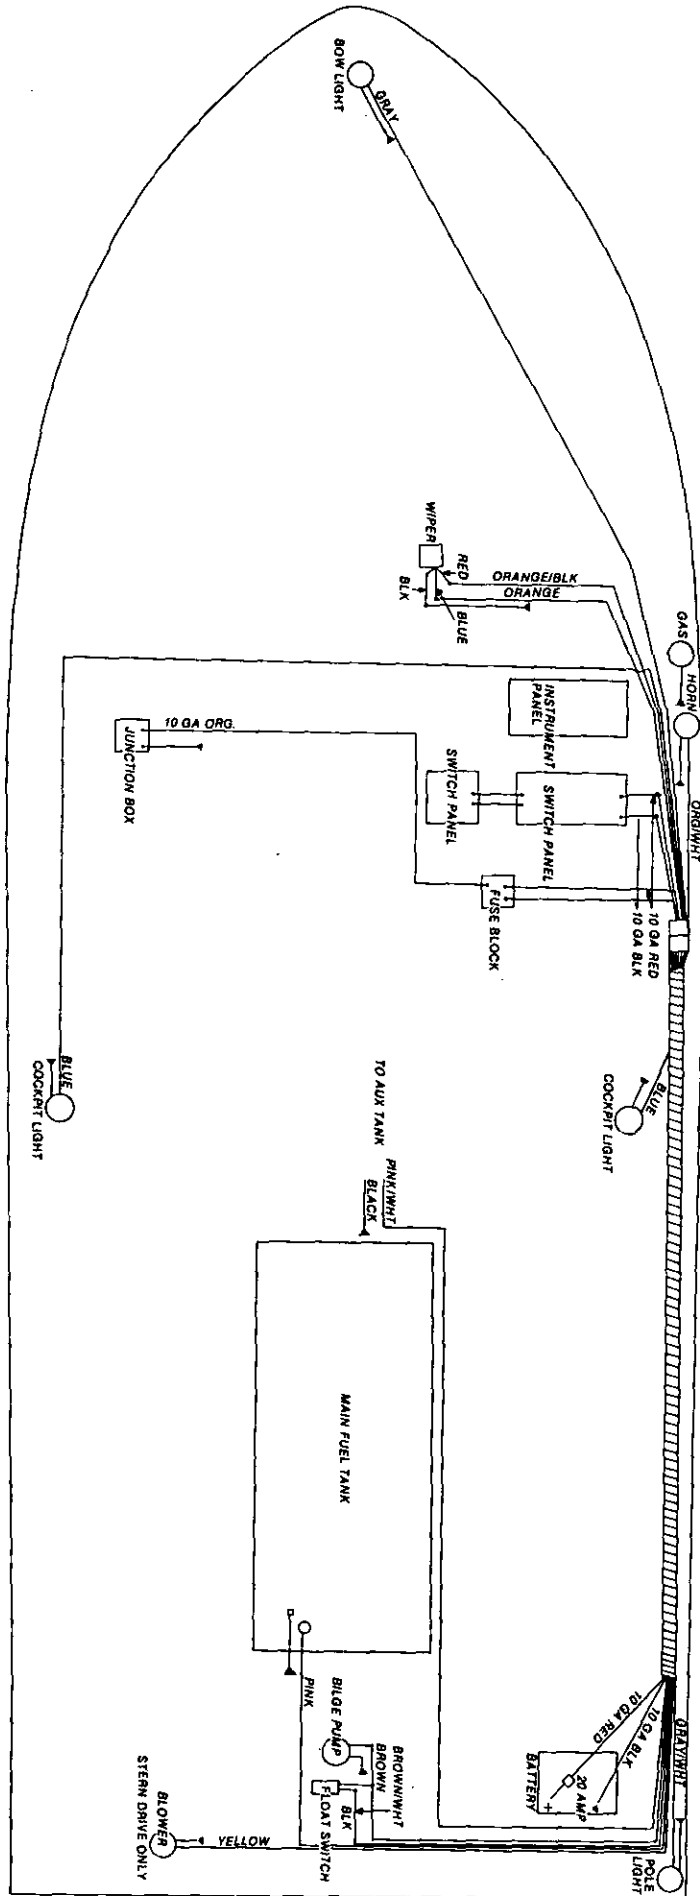 BOW LIGHT
GRAY
WIPER
RED
ORANGE/BLK
ORANGE
BLK
BLUE
GAS
HORN
ORG/WHT
INSTRUMENT
PANEL
10 GA ORG.
JUNCTION BOX
SWITCH PANEL
SWITCH PANEL
FUSE BLOCK
10 GA RED
10 GA BLK
BLUE
COCKPIT LIGHT
BLUE
COCKPIT LIGHT
TO AUX TANK
PINK/WHT
BLACK
MAIN FUEL TANK
PINK
BILGE PUMP
BROWN/WHT
BROWN
BLK
FLOAT SWITCH
10 GA RED
10 GA BLK
GRAY/WHT
20 AMP
+
-
BATTERY
POLE
LIGHT
YELLOW
BLOWER
STERN DRIVE ONLY